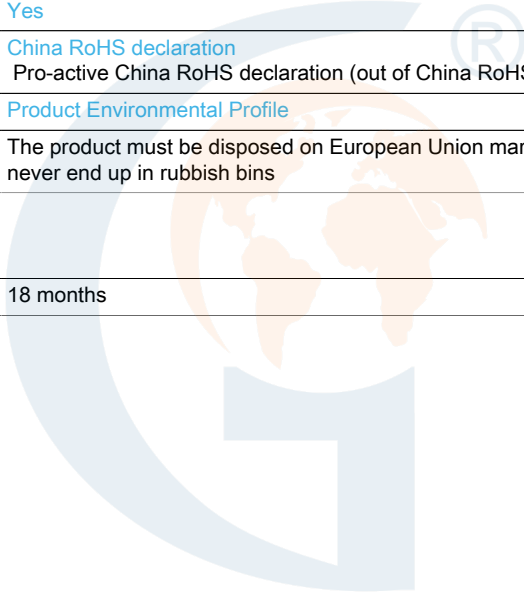 Yes
China RoHS declaration
Pro-active China RoHS declaration (out of China RoHS
Product Environmental Profile
The product must be disposed on European Union mar
never end up in rubbish bins
18 months
®